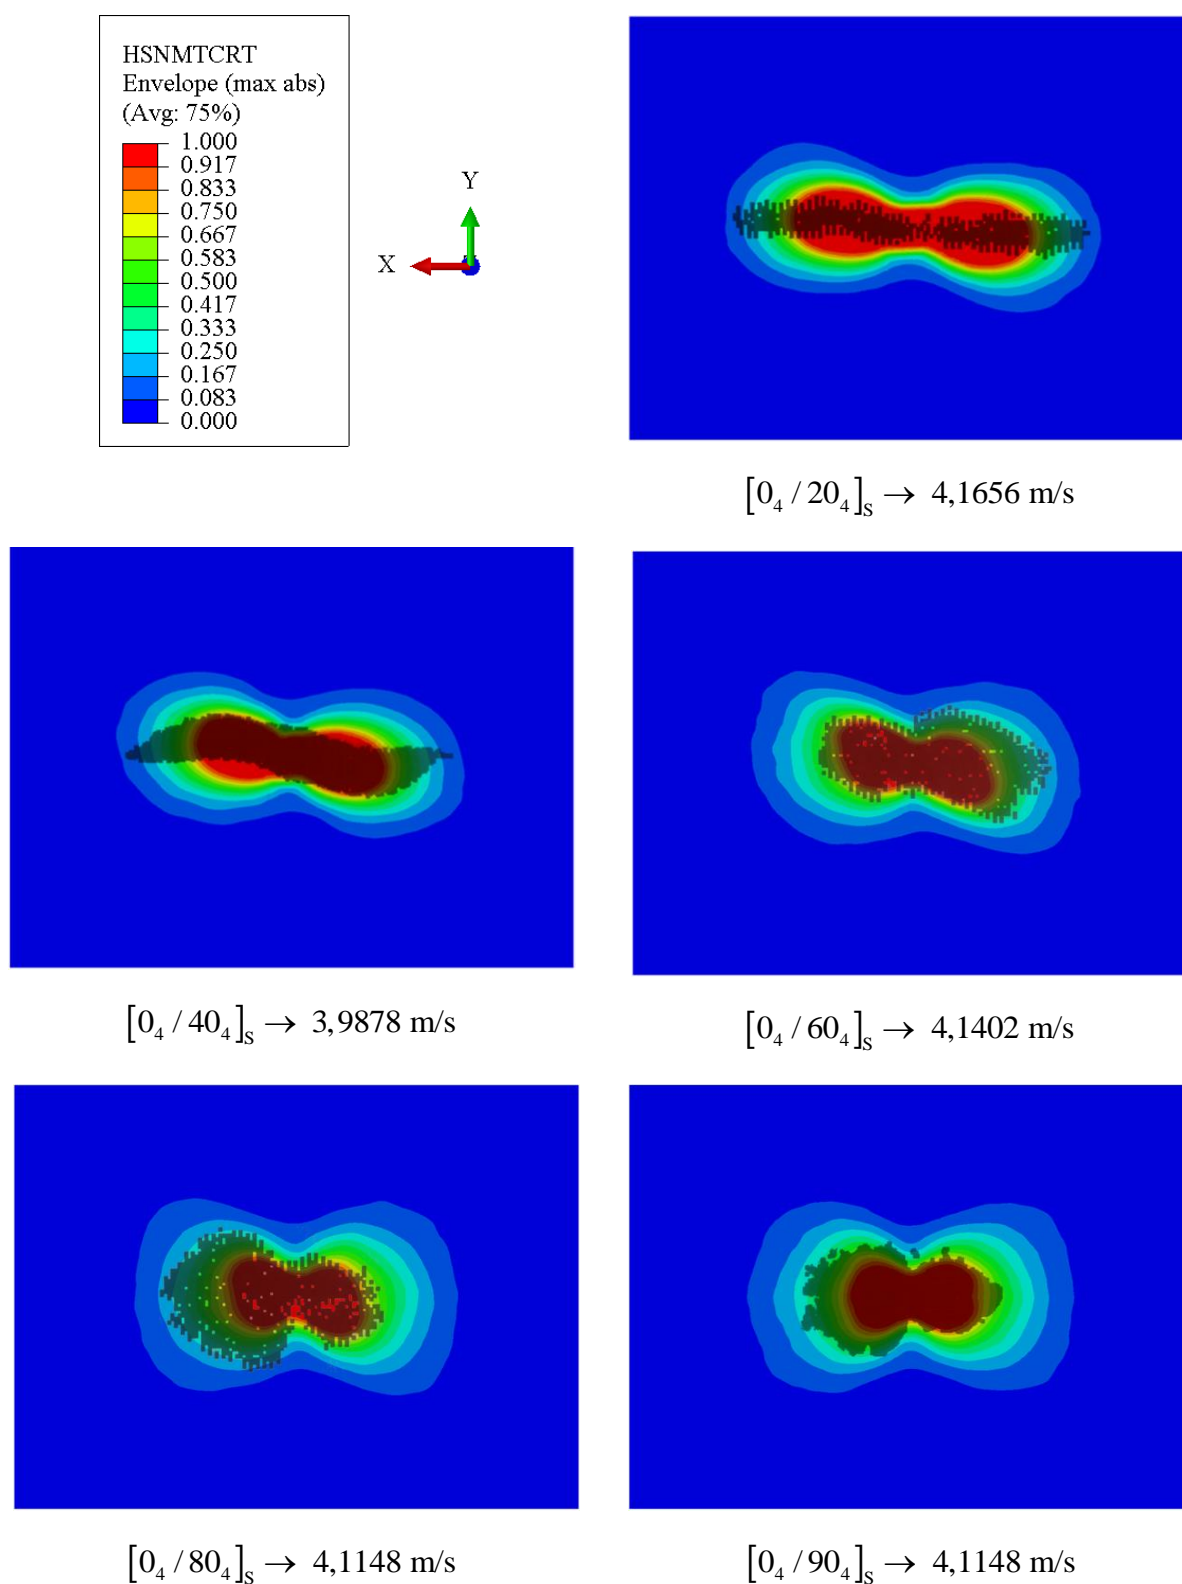 HSNMTCRT
Envelope (max abs)
(Avg: 75%)
1.000
0.917
0.833
0.750
0.667
0.583
0.500
0.417
0.333
0.250
0.167
0.083
0.000
Y
X
[0₄ / 20₄]ₛ → 4,1656 m/s
[0₄ / 40₄]ₛ → 3,9878 m/s
[0₄ / 60₄]ₛ → 4,1402 m/s
[0₄ / 80₄]ₛ → 4,1148 m/s
[0₄ / 90₄]ₛ → 4,1148 m/s